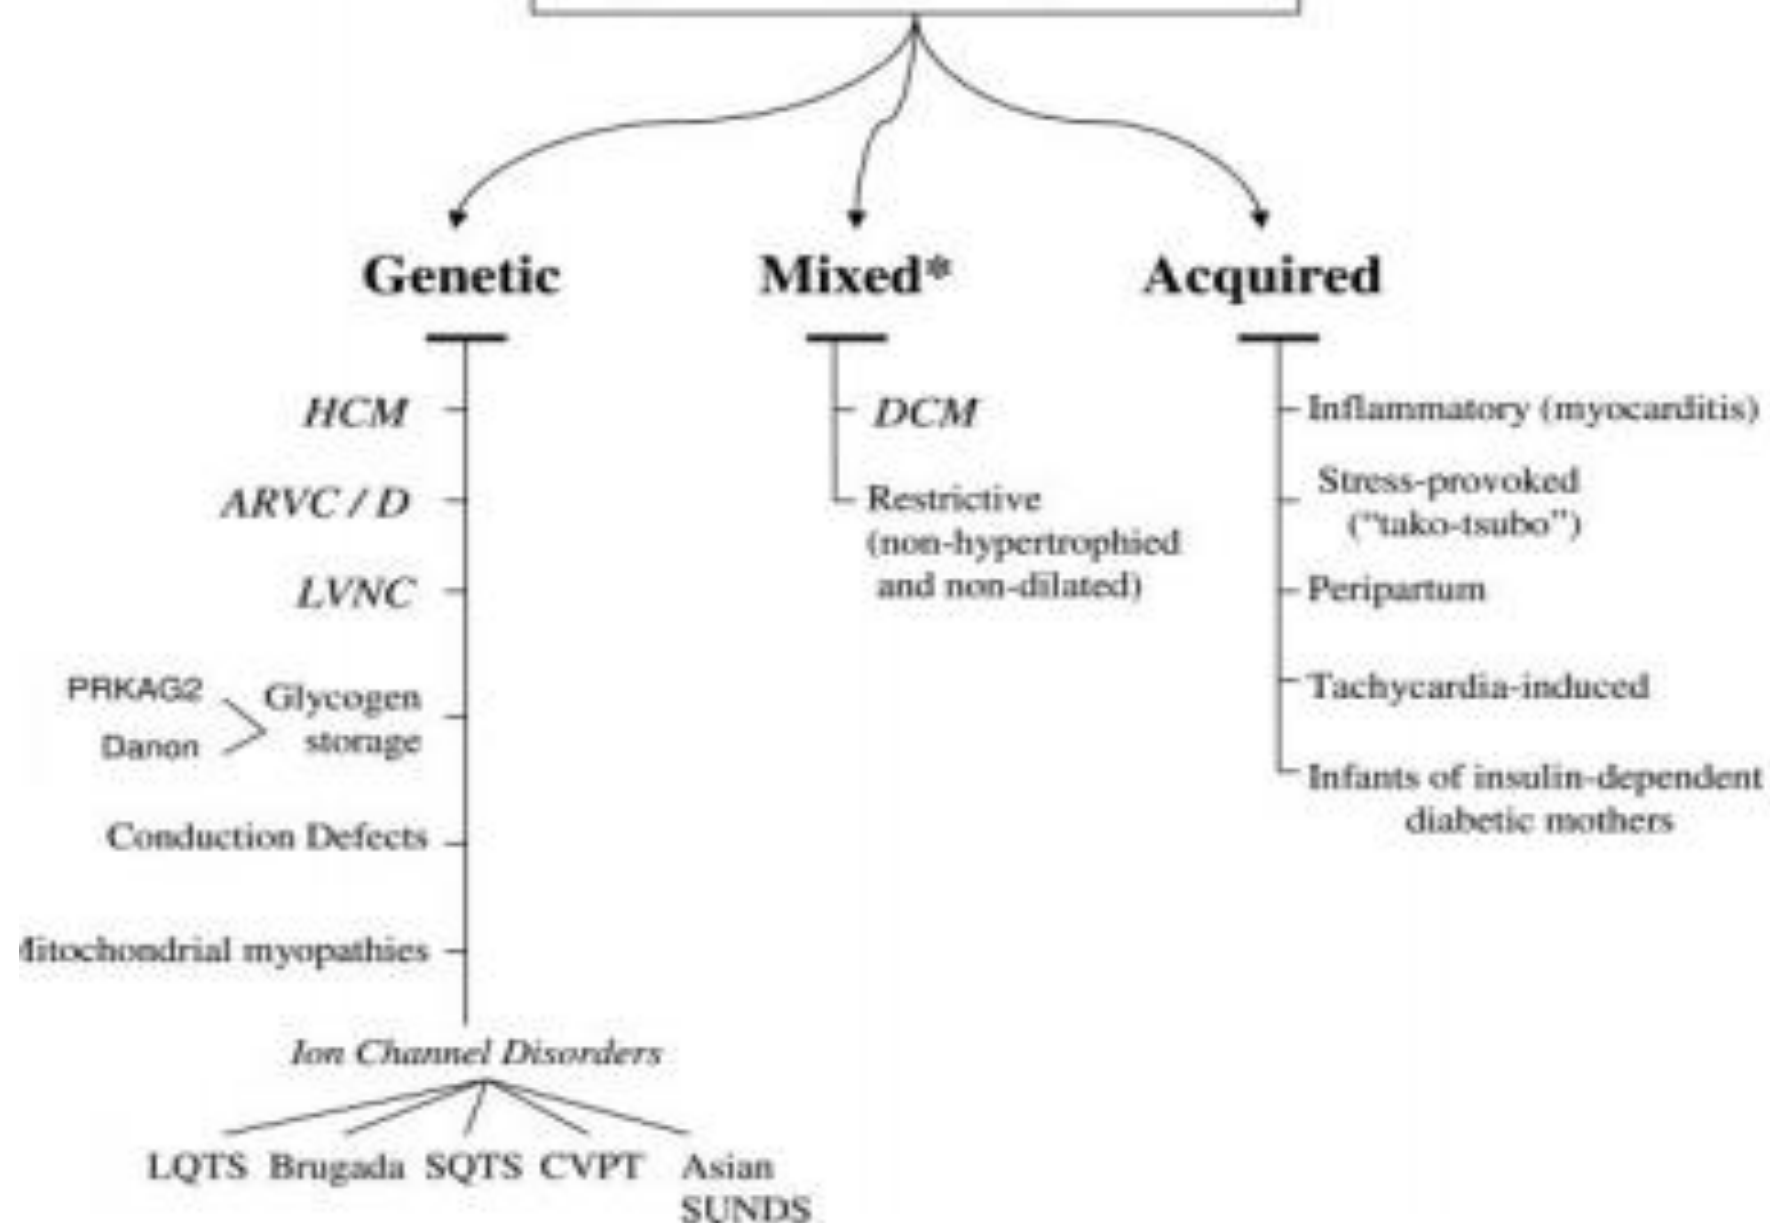 Genetic
Mixed*
Acquired
HCM
ARVC / D
LVNC
PRKAG2
Danon
Glycogen
storage
Conduction Defects
Mitochondrial myopathies
Ion Channel Disorders
LQTS Brugada SQTS CVPT Asian
SUNDS
DCM
Restrictive
(non-hypertrophied
and non-dilated)
Inflammatory (myocarditis)
Stress-provoked
(“tako-tsubo”)
Peripartum
Tachycardia-induced
Infants of insulin-dependent
diabetic mothers